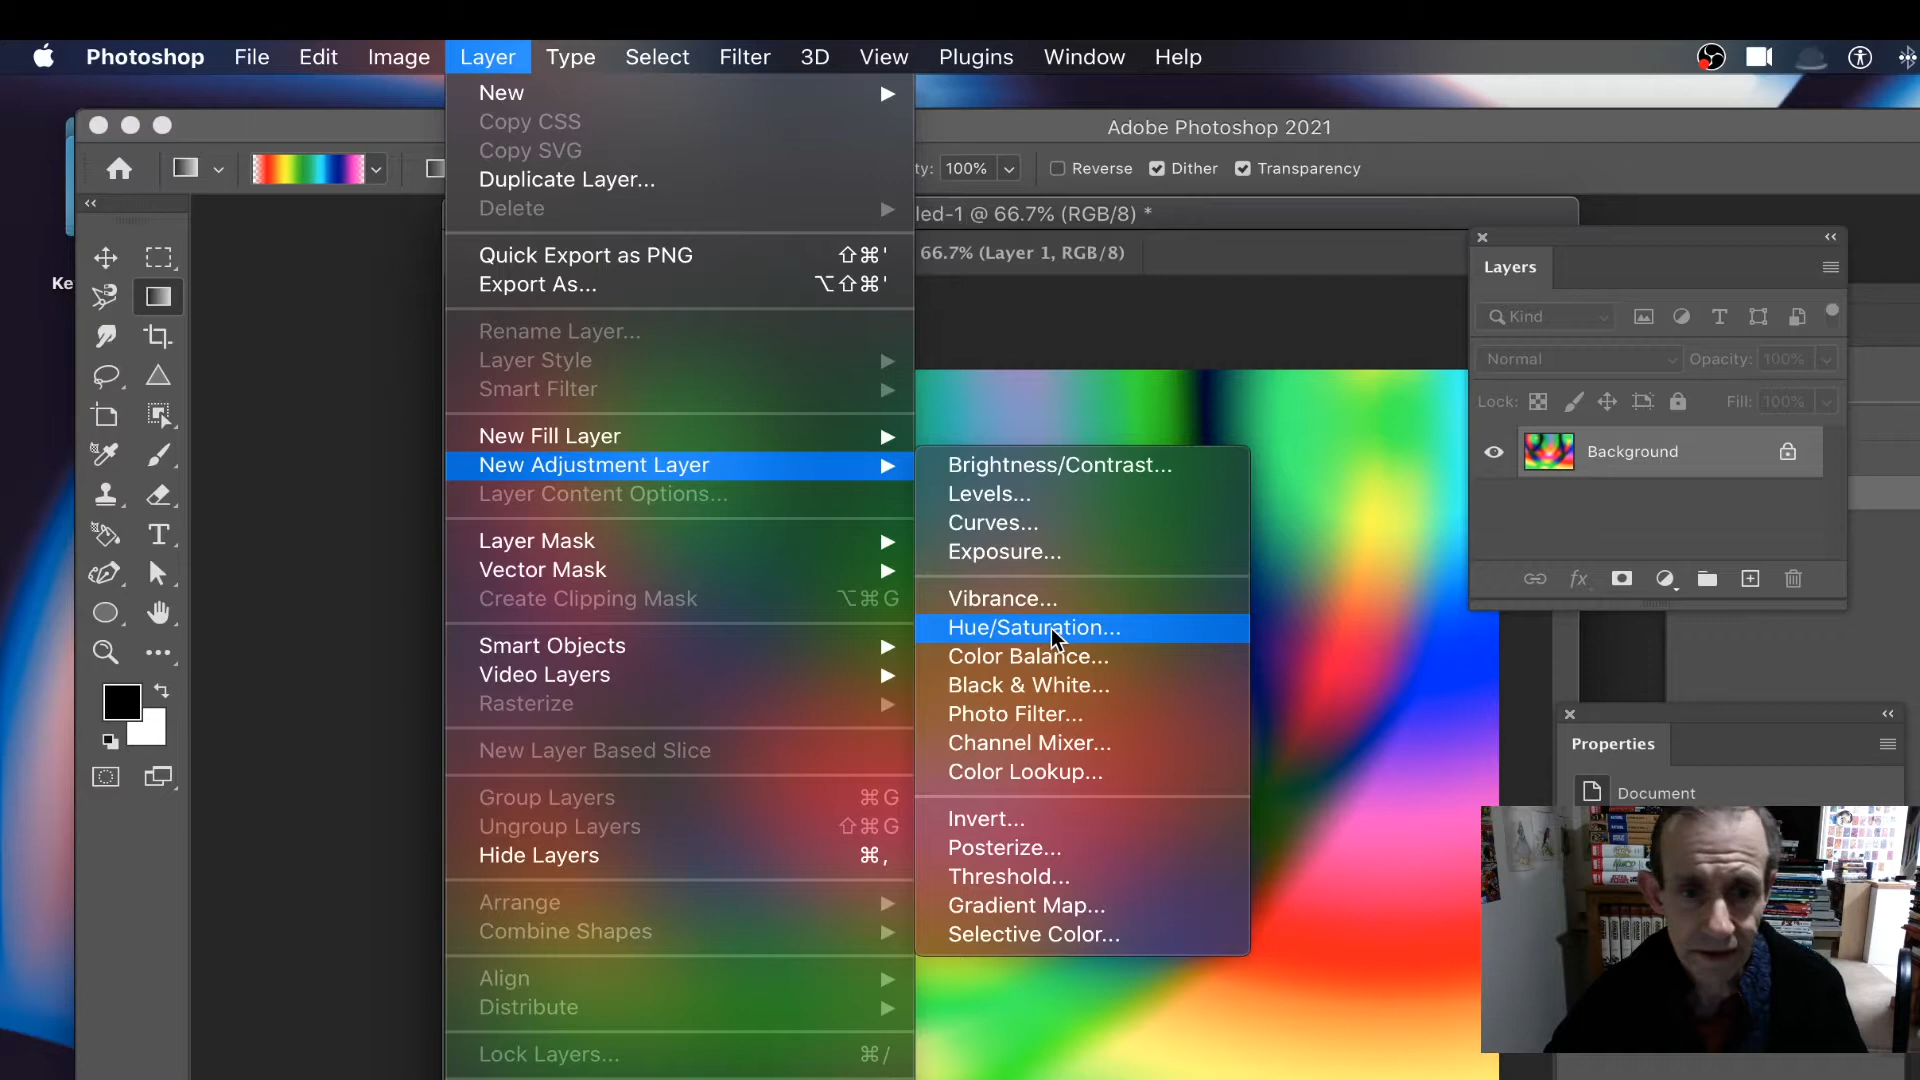 Photoshop File Edit Image Layer Type Select Filter 3D View Plugins Window Help
Adobe Photoshop 2021
ty: 100% Reverse Dither Transparency
led-1 @ 66.7% (RGB/8) *
66.7% (Layer 1, RGB/8)
Ke
New
Copy CSS
Copy SVG
Duplicate Layer...
Delete
Quick Export as PNG ⇧⌘'
Export As... ⌥⇧⌘'
Rename Layer...
Layer Style
Smart Filter
New Fill Layer
New Adjustment Layer
Layer Content Options...
Layer Mask
Vector Mask
Create Clipping Mask ⌥⌘G
Smart Objects
Video Layers
Rasterize
New Layer Based Slice
Group Layers ⌘G
Ungroup Layers ⇧⌘G
Hide Layers ⌘,
Arrange
Combine Shapes
Align
Distribute
Lock Layers... ⌘/
Brightness/Contrast...
Levels...
Curves...
Exposure...
Vibrance...
Hue/Saturation...
Color Balance...
Black & White...
Photo Filter...
Channel Mixer...
Color Lookup...
Invert...
Posterize...
Threshold...
Gradient Map...
Selective Color...
Layers
Kind
Normal Opacity: 100%
Lock: Fill: 100%
Background
Properties
Document